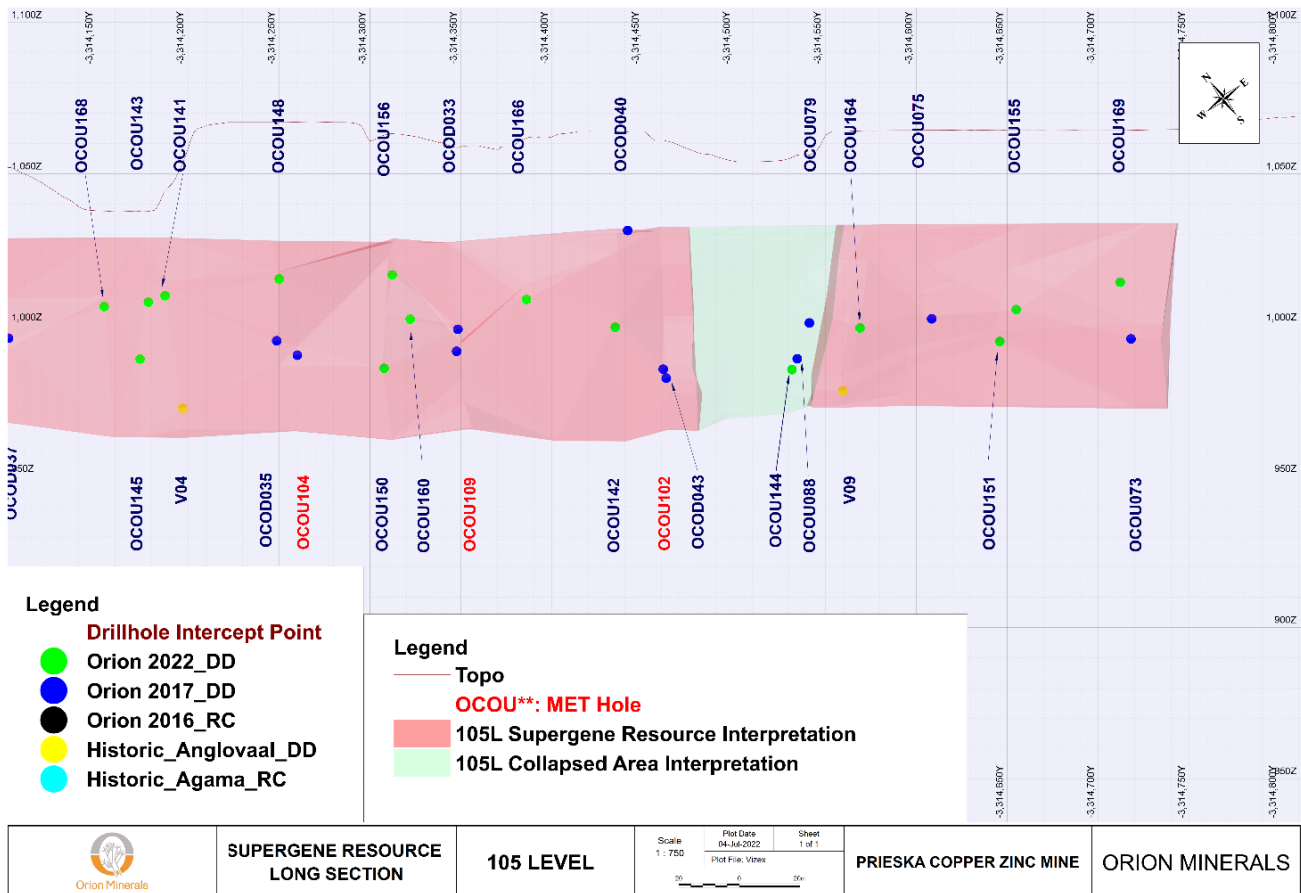 1,100Z
-3,314,150Y
-3,314,200Y
-3,314,250Y
-3,314,300Y
-3,314,350Y
-3,314,400Y
-3,314,450Y
-3,314,500Y
-3,314,550Y
-3,314,600Y
-3,314,650Y
-3,314,700Y
-3,314,750Y
-3,314,800Y
1,100Z
N
E
W
S
OCOU168
OCOU143
OCOU141
OCOU148
OCOU156
OCOD033
OCOU166
OCOD040
OCOU079
OCOU164
OCOU075
OCOU155
OCOU169
1,050Z
1,050Z
1,000Z
1,000Z
950Z
950Z
OCOD037
OCOU145
V04
OCOD035
OCOU104
OCOU150
OCOU160
OCOU109
OCOU142
OCOU102
OCOD043
OCOU144
OCOU088
V09
OCOU151
OCOU073
900Z
850Z
-3,314,650Y
-3,314,700Y
-3,314,750Y
-3,314,800Y
Legend
Drillhole Intercept Point
Orion 2022_DD
Orion 2017_DD
Orion 2016_RC
Historic_Anglovaal_DD
Historic_Agama_RC
Legend
Topo
OCOU**: MET Hole
105L Supergene Resource Interpretation
105L Collapsed Area Interpretation
Orion Minerals
SUPERGENE RESOURCE
LONG SECTION
105 LEVEL
Scale
1 : 750
Plot Date
04-Jul-2022
Sheet
1 of 1
Plot File: Vizex
20 0 20m
PRIESKA COPPER ZINC MINE
ORION MINERALS